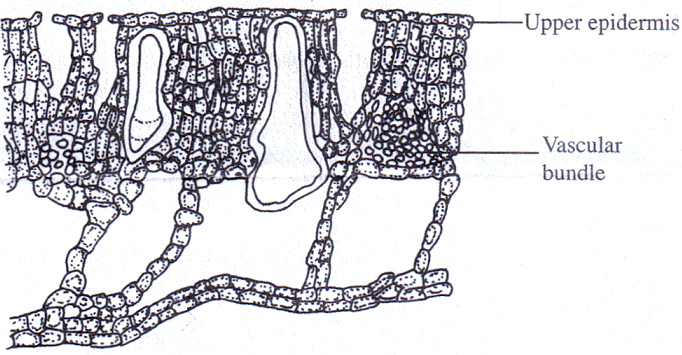 Upper epidermis
Vascular
bundle